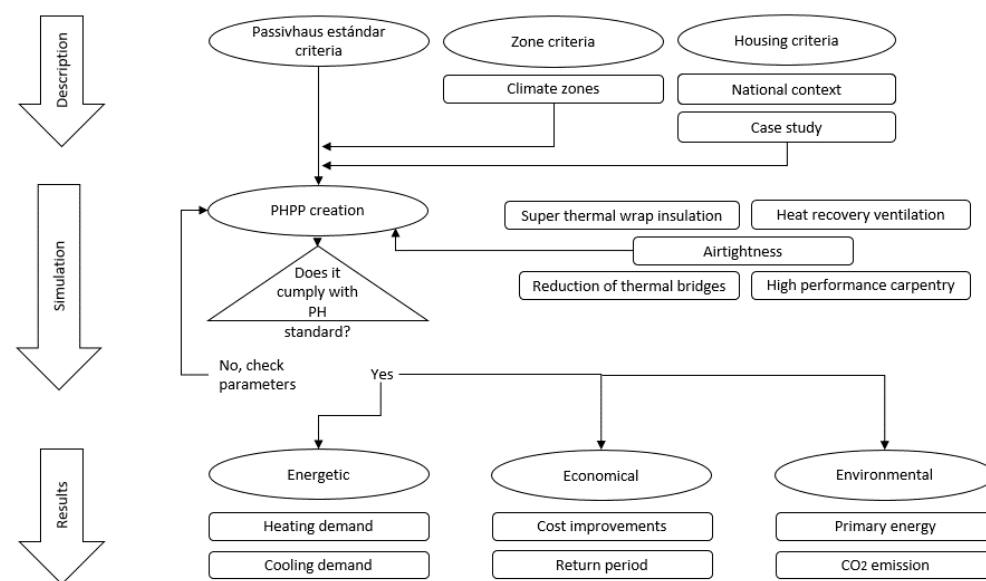 Description
Passivhaus estándar
criteria
Zone criteria
Housing criteria
Climate zones
National context
Case study
Simulation
PHPP creation
Super thermal wrap insulation
Heat recovery ventilation
Airtightness
Reduction of thermal bridges
High performance carpentry
Does it
cumply with
PH
standard?
No, check
parameters
Yes
Results
Energetic
Economical
Environmental
Heating demand
Cost improvements
Primary energy
Cooling demand
Return period
CO2 emission